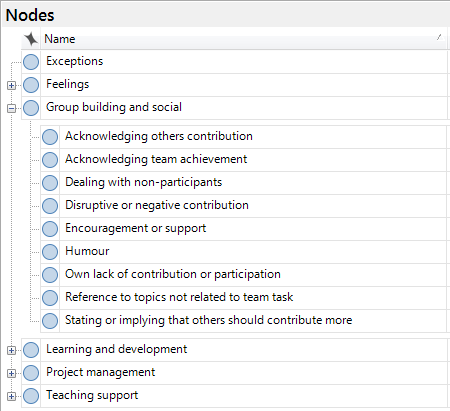 Nodes
Name
Exceptions
Feelings
Group building and social
Acknowledging others contribution
Acknowledging team achievement
Dealing with non-participants
Disruptive or negative contribution
Encouragement or support
Humour
Own lack of contribution or participation
Reference to topics not related to team task
Stating or implying that others should contribute more
Learning and development
Project management
Teaching support